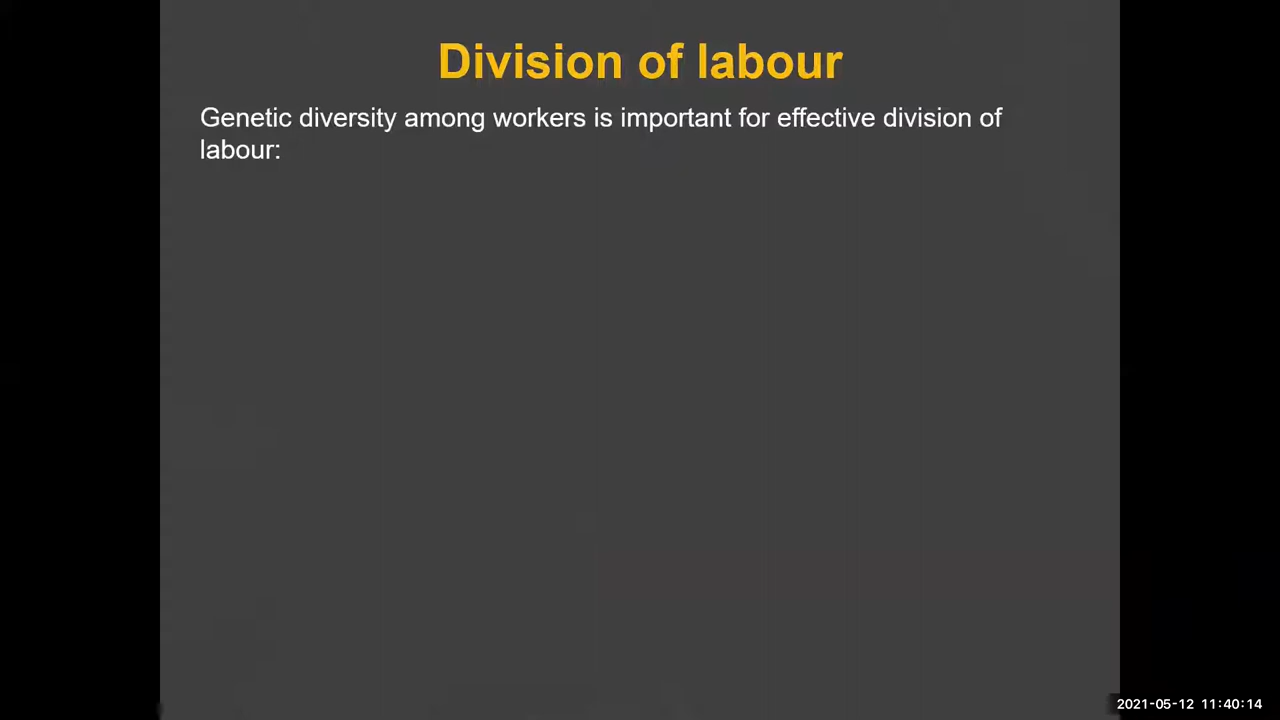 Division of labour
Genetic diversity among workers is important for effective division of
labour:
2021-05-12 11:40:14